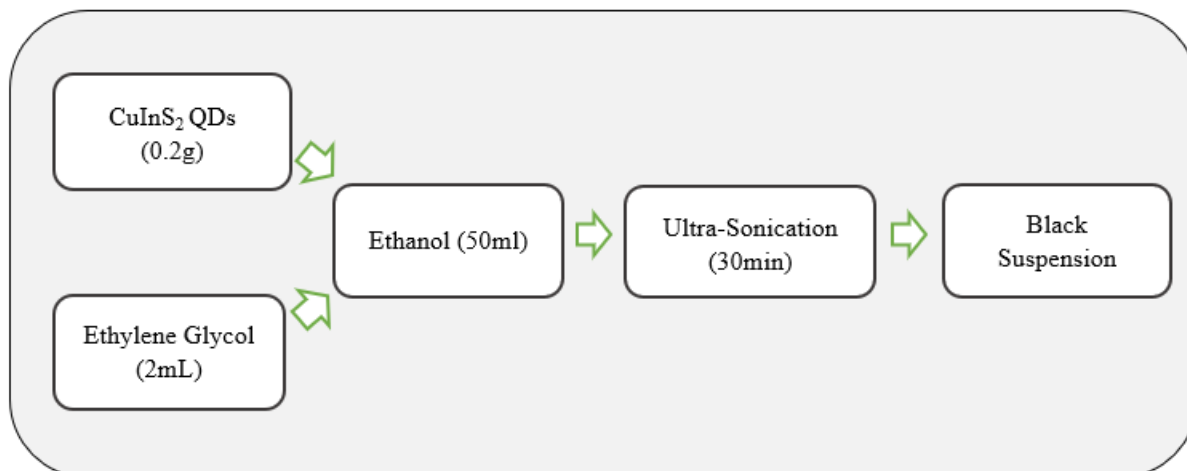 CuInS₂ QDs
(0.2g)
Ethylene Glycol
(2mL)
Ethanol (50ml)
Ultra-Sonication
(30min)
Black
Suspension